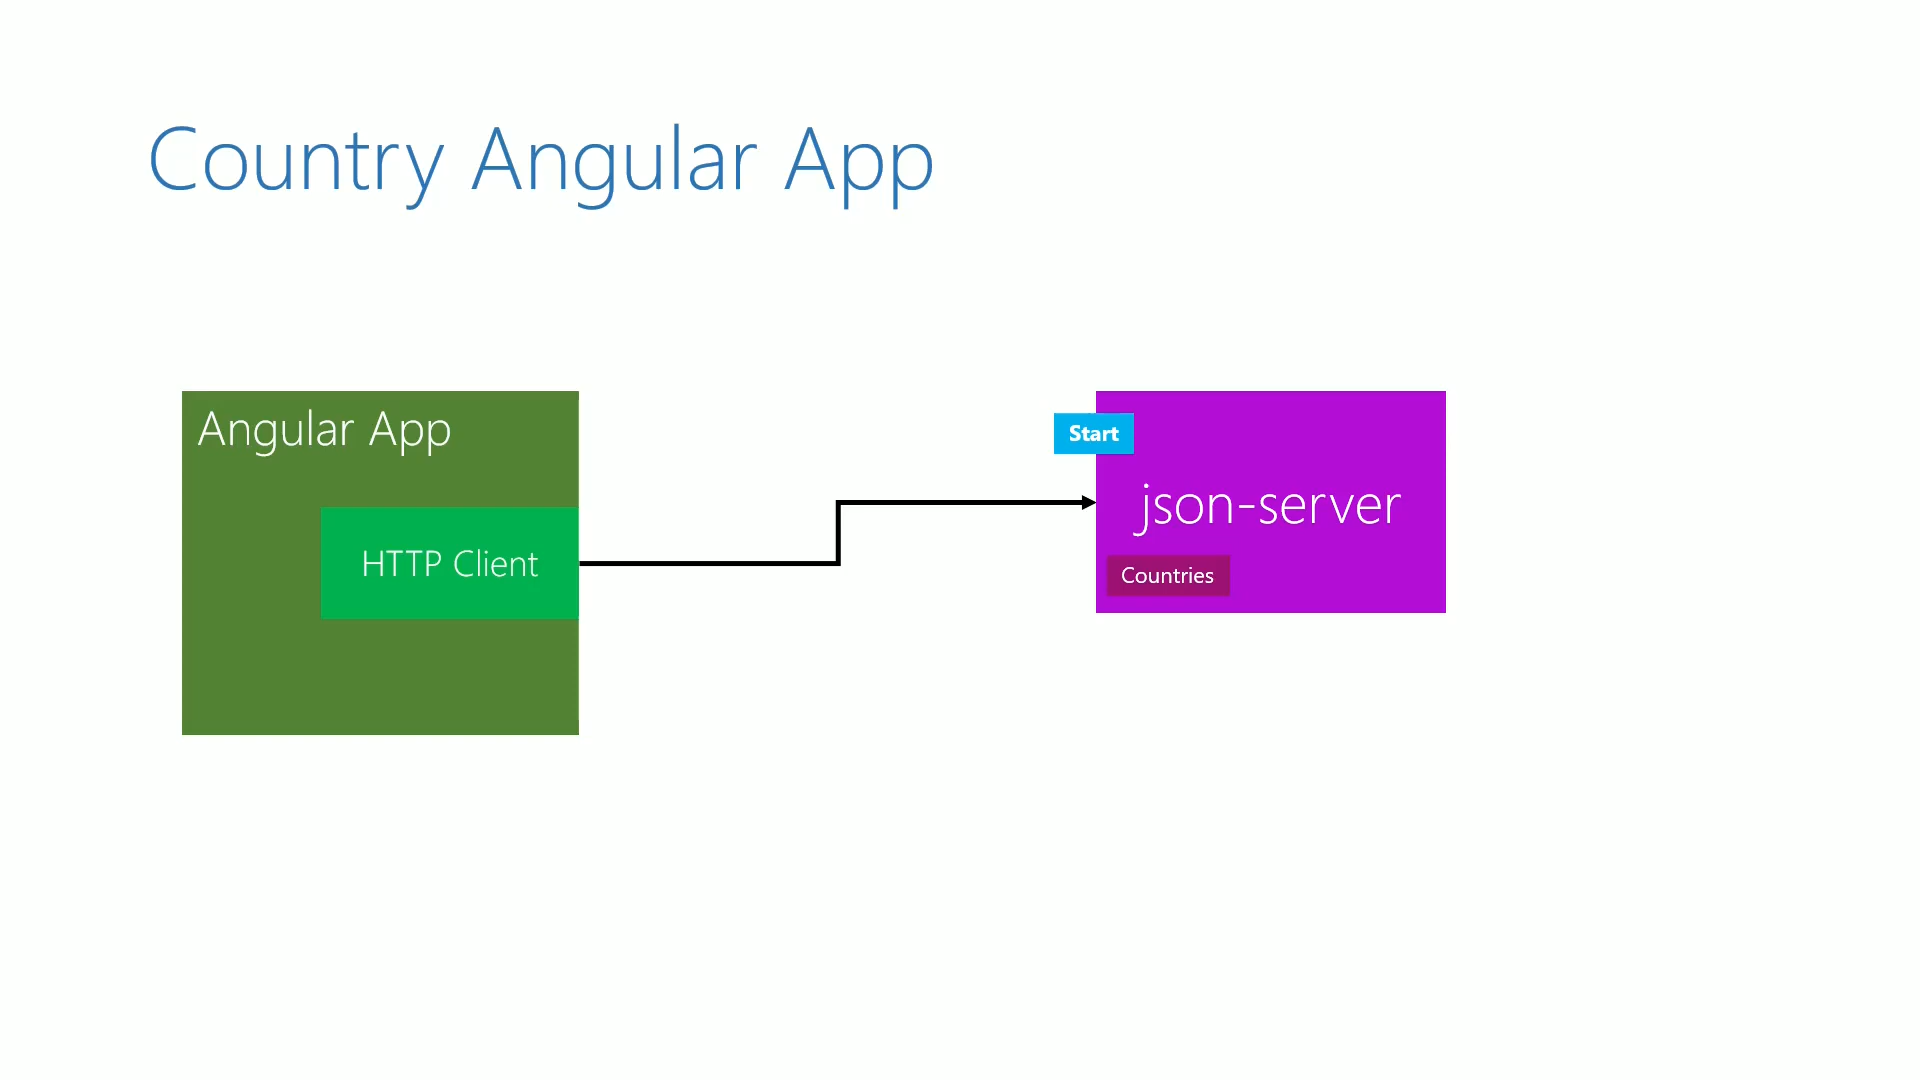 Country Angular App
Angular App
HTTP Client
Start
json-server
Countries